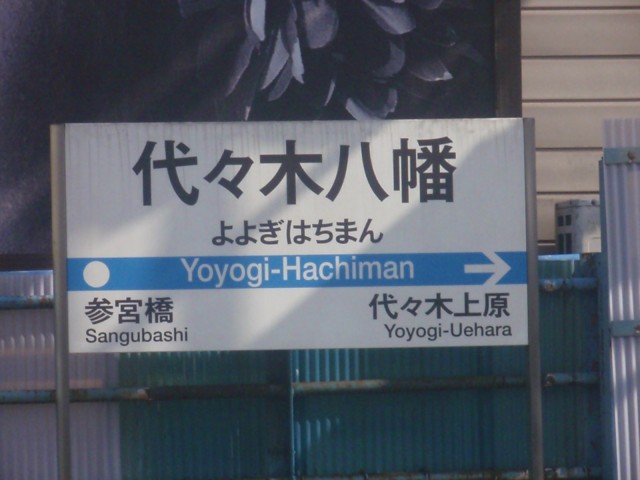 代々木八幡
よよぎはちまん
Yoyogi-Hachiman
参宮橋
Sangubashi
代々木上原
Yoyogi-Uehara